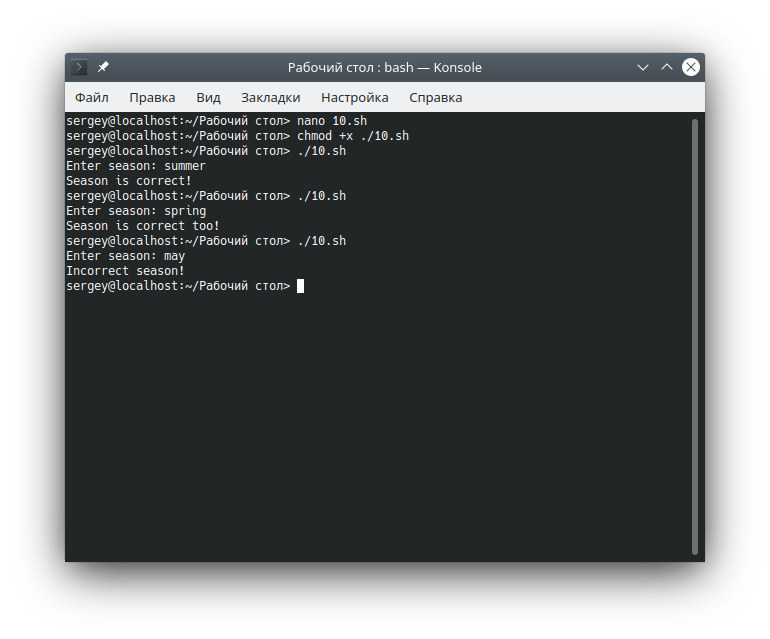 Рабочий стол : bash — Konsole
Файл Правка Вид Закладки Настройка Справка
sergey@localhost:~/Рабочий стол> nano 10.sh
sergey@localhost:~/Рабочий стол> chmod +x ./10.sh
sergey@localhost:~/Рабочий стол> ./10.sh
Enter season: summer
Season is correct!
sergey@localhost:~/Рабочий стол> ./10.sh
Enter season: spring
Season is correct too!
sergey@localhost:~/Рабочий стол> ./10.sh
Enter season: may
Incorrect season!
sergey@localhost:~/Рабочий стол>